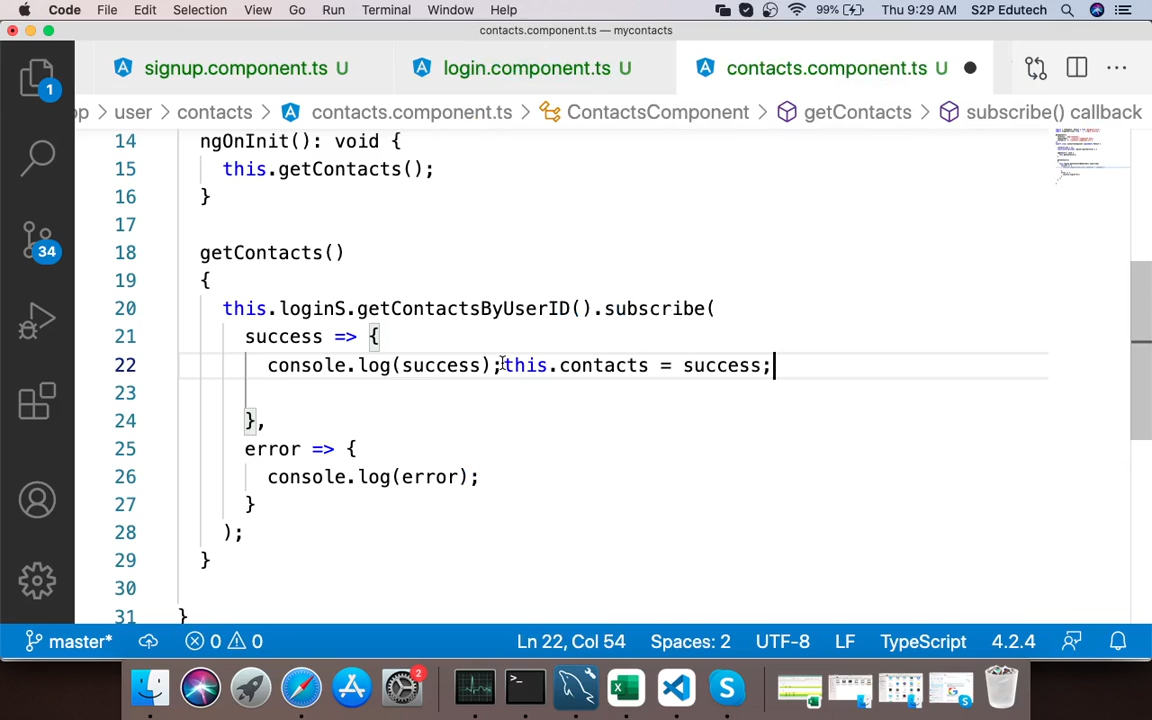 Code File Edit Selection View Go Run Terminal Window Help 99% Thu 9:29 AM S2P Edutech
contacts.component.ts — mycontacts
signup.component.ts U login.component.ts U contacts.component.ts U
pp > user > contacts > contacts.component.ts > ContactsComponent > getContacts > subscribe() callback
14 ngOnInit(): void {
15 this.getContacts();
16 }
17
18 getContacts()
19 {
20 this.loginS.getContactsByUserID().subscribe(
21 success => {
22 console.log(success);this.contacts = success;
23
24 },
25 error => {
26 console.log(error);
27 }
28 );
29 }
30
31 }
1
34
master* 0 0 Ln 22, Col 54 Spaces: 2 UTF-8 LF TypeScript 4.2.4
2